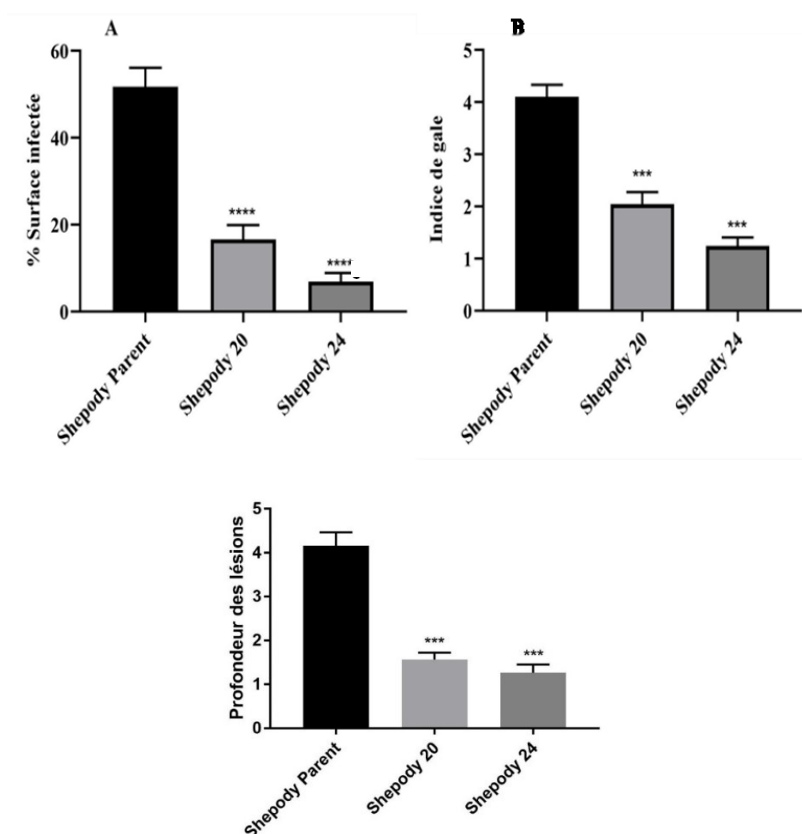 A
60
40
20
0
% Surface infectée
****
****
Shepody Parent
Shepody 20
Shepody 24
B
5
4
3
2
1
0
Indice de gale
***
***
Shepody Parent
Shepody 20
Shepody 24
5
4
3
2
1
0
Profondeur des lésions
***
***
Shepody Parent
Shepody 20
Shepody 24